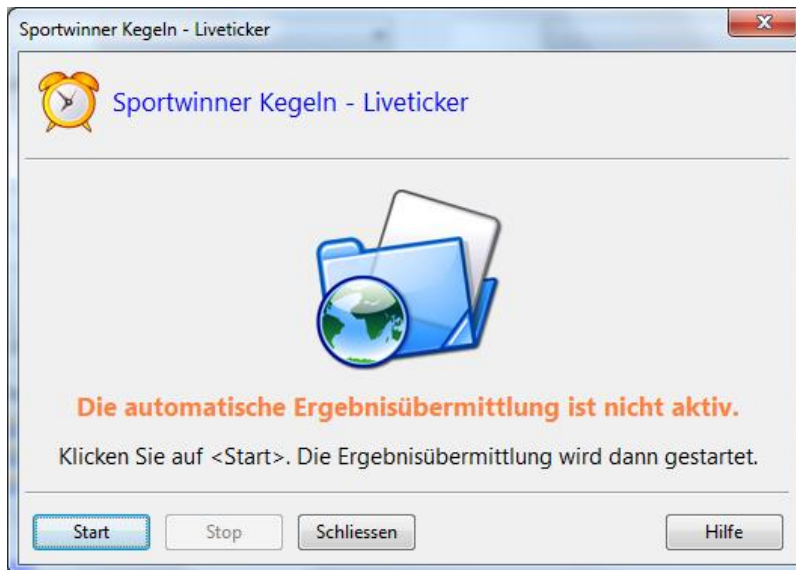 Sportwinner Kegeln - Liveticker
Sportwinner Kegeln - Liveticker
Die automatische Ergebnisübermittlung ist nicht aktiv.
Klicken Sie auf <Start>. Die Ergebnisübermittlung wird dann gestartet.
Start Stop Schliessen Hilfe